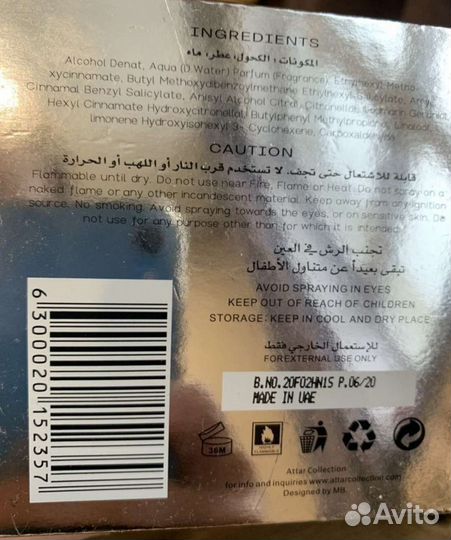 INGREDIENTS
المكونات: الكحول، عطر، ماء
Alcohol Denat, Aqua (D.Water) Parfum (Fragrance), Ethylhexyl Metho-
xycinnamate, Butyl Methoxydibenzoylmethane Ethylhexyl Salicylate, Amyl
Cinnamal Benzyl Salicylate, Anisyl Alcohol Citral, Citronellol, Geraniol,
Hexyl Cinnamate Hydroxycitronellal, Butylphenyl Methylpropional, Linalool,
limonene Hydroxyisohexyl 3-, Cyclohexene, Carboxaldehyde
CAUTION
قابلة للاشتعال حتى تجف. لا تستخدم قرب النار أو اللهب أو الحرارة
Flammable until dry. Do not use near Fire, Flame or Heat. Do not spray on a
naked flame or any other incandescent material. Keep away from any ignition
source. No smoking. Avoid spraying towards the eyes, or on sensitive skin. Do
not use for any purpose other than for which it is intended
تجنب الرش في العين
تبقى بعيداً عن متناول الأطفال
AVOID SPRAYING IN EYES
KEEP OUT OF REACH OF CHILDREN
STORAGE: KEEP IN COOL AND DRY PLACE
للإستعمال الخارجي فقط
FOR EXTERNAL USE ONLY
B.NO.20F02HN1S P.06/20
MADE IN UAE
6 300020 152357
36M
HIGHLY
FLAMMABLE
Attar Collection
for info and inquiries www.attarcollection.com
Designed by MB.
Avito